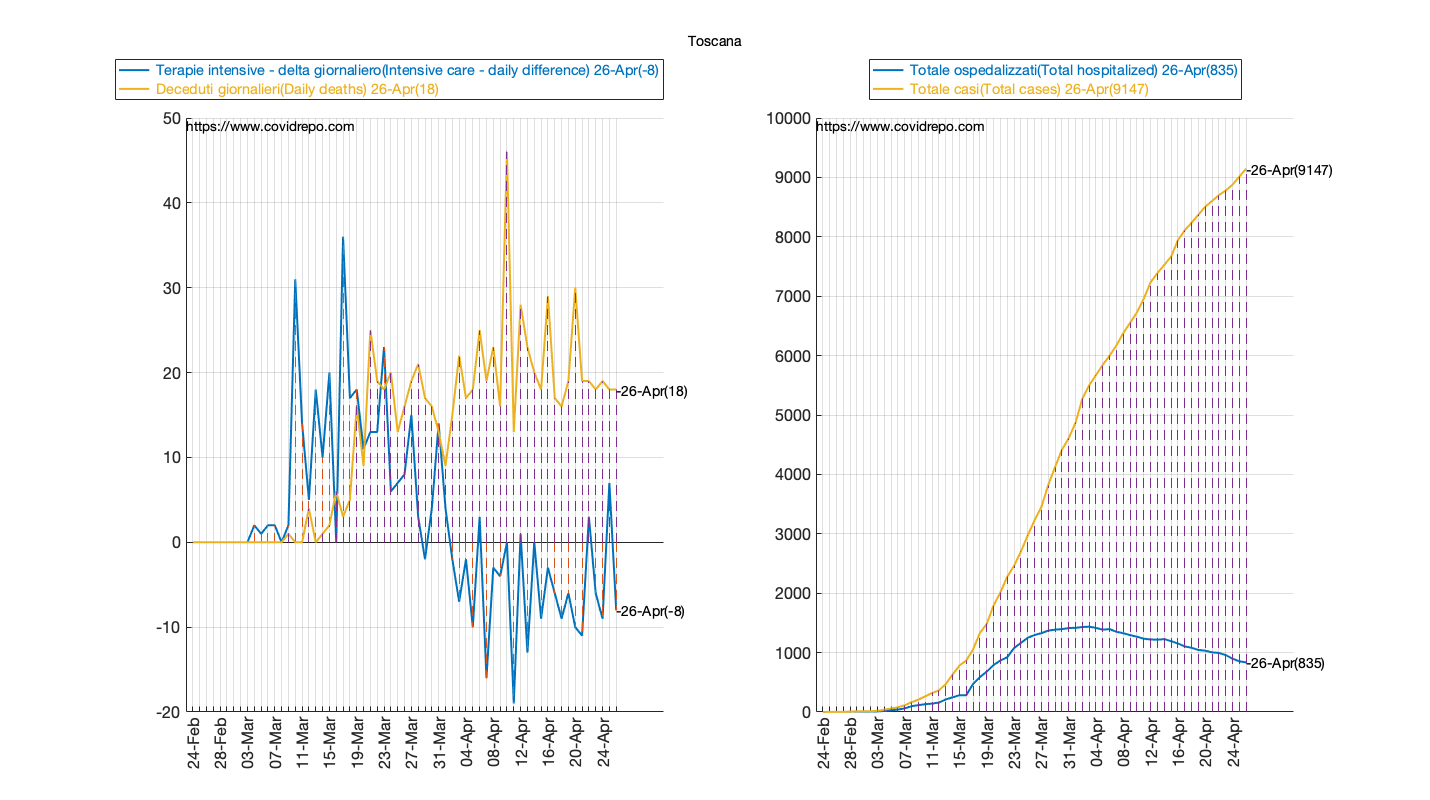 Toscana
Terapie intensive - delta giornaliero(Intensive care - daily difference) 26-Apr(-8)
Deceduti giornalieri(Daily deaths) 26-Apr(18)
https://www.covidrepo.com
50
40
30
20
10
0
-10
-20
-26-Apr(18)
-26-Apr(-8)
24-Feb
28-Feb
03-Mar
07-Mar
11-Mar
15-Mar
19-Mar
23-Mar
27-Mar
31-Mar
04-Apr
08-Apr
12-Apr
16-Apr
20-Apr
24-Apr
Totale ospedalizzati(Total hospitalized) 26-Apr(835)
Totale casi(Total cases) 26-Apr(9147)
https://www.covidrepo.com
10000
9000
8000
7000
6000
5000
4000
3000
2000
1000
0
-26-Apr(9147)
-26-Apr(835)
24-Feb
28-Feb
03-Mar
07-Mar
11-Mar
15-Mar
19-Mar
23-Mar
27-Mar
31-Mar
04-Apr
08-Apr
12-Apr
16-Apr
20-Apr
24-Apr